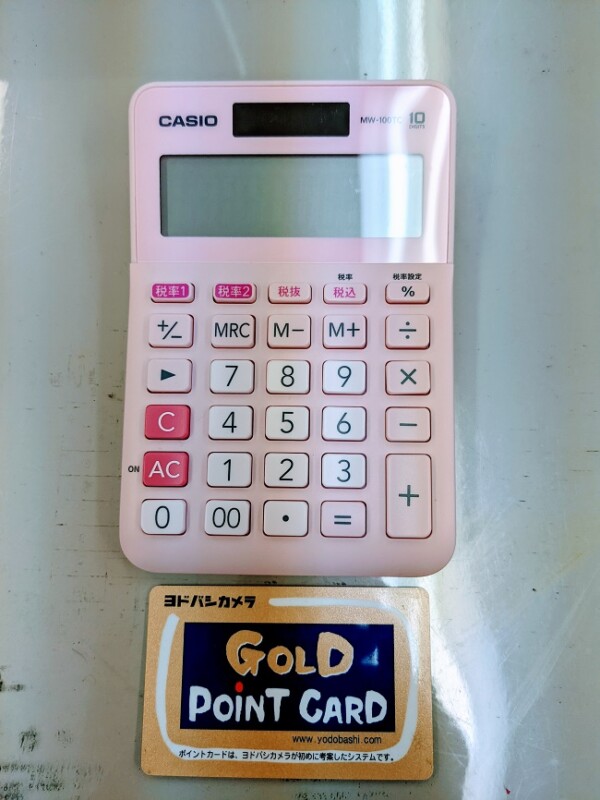 CASIO
MW-100TC 10
DIGITS
税率 税率設定
税率1 税率2 税抜 税込 %
+/− MRC M− M+ ÷
► 7 8 9 ×
C 4 5 6 −
ON AC 1 2 3 +
0 00 • =
ヨドバシカメラ
GOLD
POINT CARD
www.yodobashi.com
ポイントカードは、ヨドバシカメラが初めに考案したシステムです。